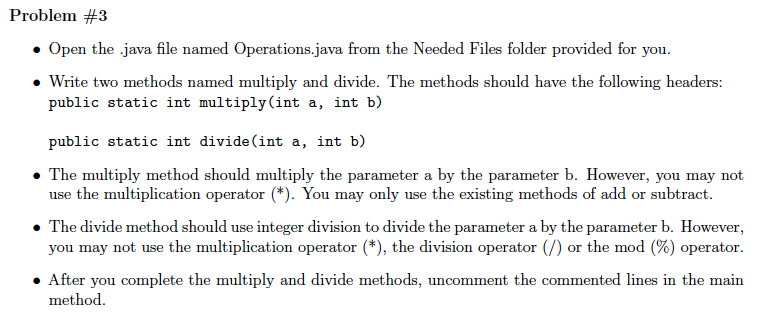 Problem #3
• Open the .java file named Operations.java from the Needed Files folder provided for you.
• Write two methods named multiply and divide. The methods should have the following headers:
public static int multiply(int a, int b)
public static int divide(int a, int b)
• The multiply method should multiply the parameter a by the parameter b. However, you may not
use the multiplication operator (*). You may only use the existing methods of add or subtract.
• The divide method should use integer division to divide the parameter a by the parameter b. However,
you may not use the multiplication operator (*), the division operator (/) or the mod (%) operator.
• After you complete the multiply and divide methods, uncomment the commented lines in the main
method.